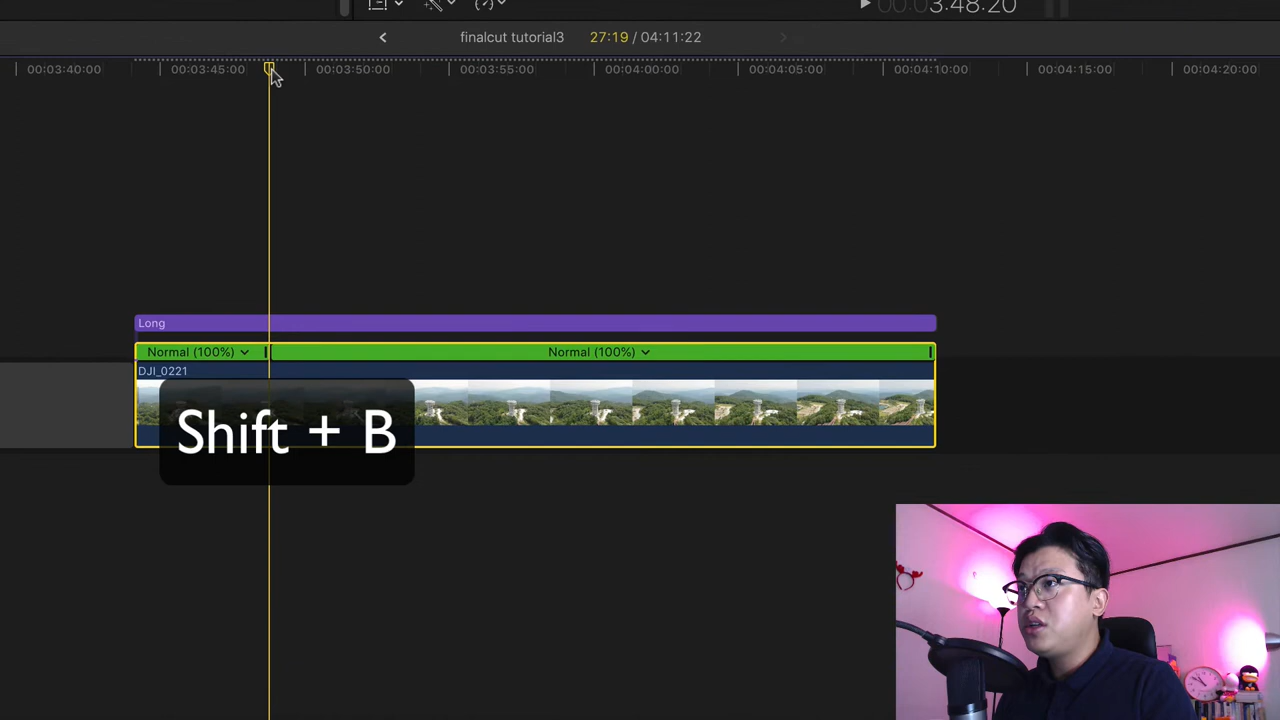 3:48:20
finalcut tutorial3 27:19 / 04:11:22
00:03:40:00 00:03:45:00 00:03:50:00 00:03:55:00 00:04:00:00 00:04:05:00 00:04:10:00 00:04:15:00 00:04:20:00
Long
Normal (100%) Normal (100%)
DJI_0221
Shift + B